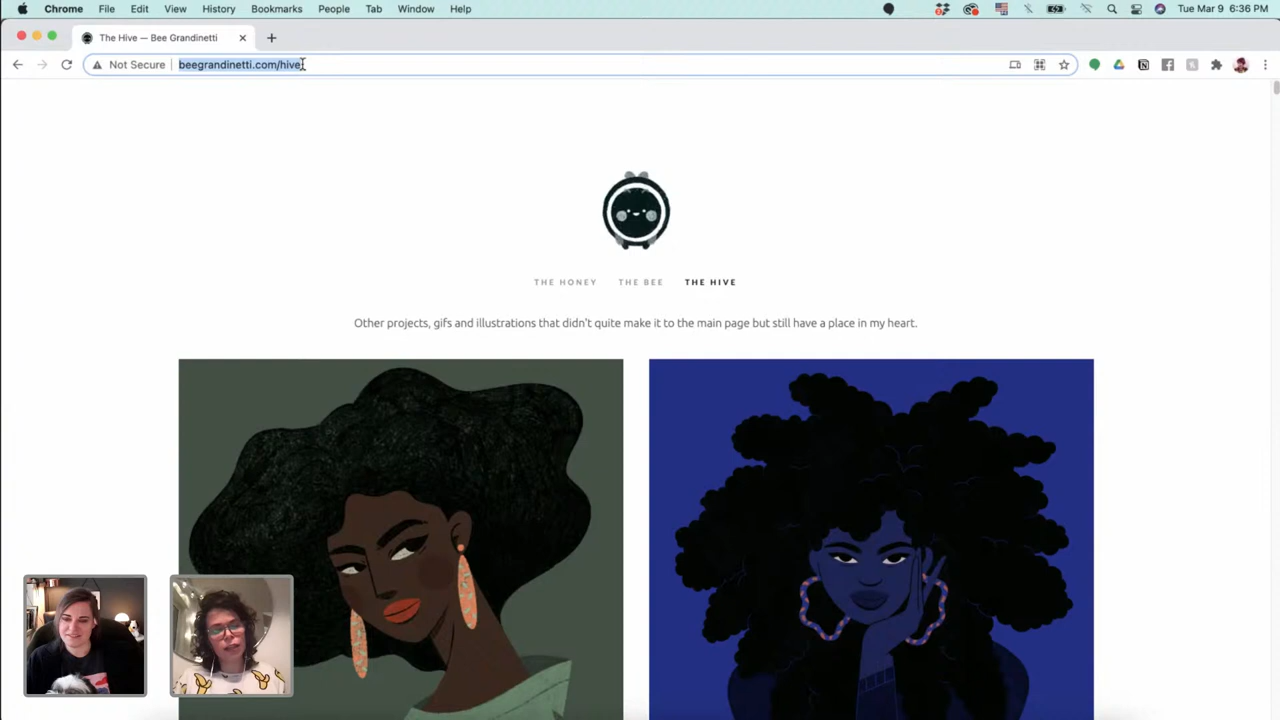 Chrome File Edit View History Bookmarks People Tab Window Help Tue Mar 9 6:36 PM
The Hive — Bee Grandinetti
Not Secure beegrandinetti.com/hive
THE HONEY THE BEE THE HIVE
Other projects, gifs and illustrations that didn't quite make it to the main page but still have a place in my heart.